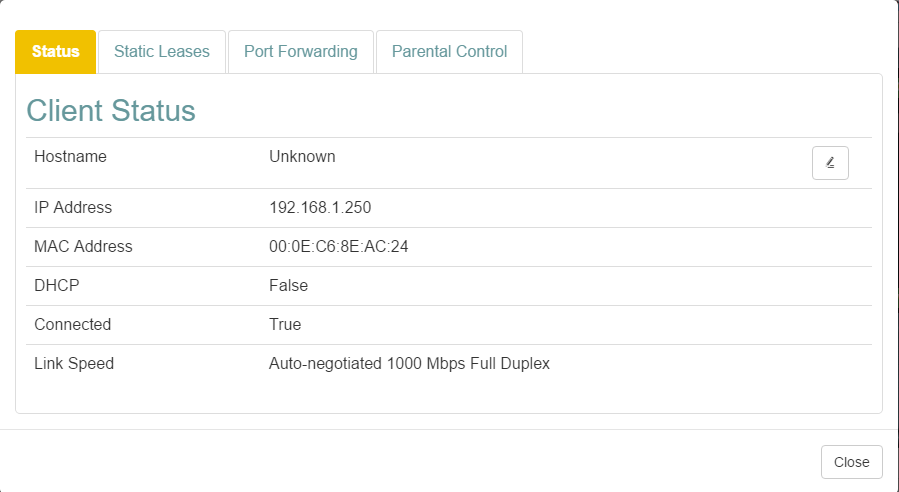 Status Static Leases Port Forwarding Parental Control
Client Status
Hostname Unknown
IP Address 192.168.1.250
MAC Address 00:0E:C6:8E:AC:24
DHCP False
Connected True
Link Speed Auto-negotiated 1000 Mbps Full Duplex
Close